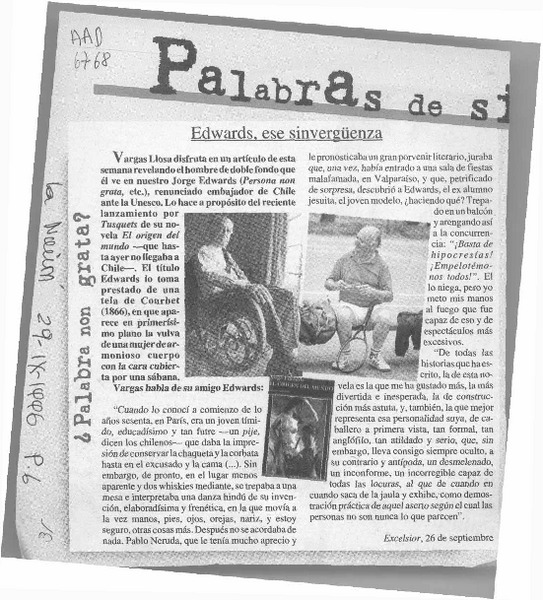 AAD
6768
Palabras de si
Edwards, ese sinvergüenza
¿Palabra non grata?
La Nación 29-IX-1996 P. 6
Vargas Llosa disfruta en un artículo de esta
semana revelando el hombre de doble fondo que
él ve en nuestro Jorge Edwards (Persona non
grata, etc.), renunciado embajador de Chile
ante la Unesco. Lo hace a propósito del reciente
lanzamiento por
Tusquets de su no-
vela El origen del
mundo —que has-
ta ayer no llegaba a
Chile—. El título
Edwards lo toma
prestado de una
tela de Courbet
(1866), en que apa-
rece en primerísi-
mo plano la vulva
de una mujer de ar-
monioso cuerpo
con la cara cubier-
ta por una sábana.
Vargas habla de su amigo Edwards:
"Cuando lo conocí a comienzo de lo
años sesenta, en París, era un joven tími-
do, educadísimo y tan futre —un pije,
dicen los chilenos— que daba la impre-
sión de conservar la chaqueta y la corbata
hasta en el excusado y la cama (...). Sin
embargo, de pronto, en el lugar menos
aparente y dos whiskies mediante, se trepaba a una
mesa e interpretaba una danza hindú de su inven-
ción, elaboradísima y frenética, en la que movía a
la vez manos, pies, ojos, orejas, nariz, y estoy
seguro, otras cosas más. Después no se acordaba de
nada. Pablo Neruda, que le tenía mucho aprecio y
le pronosticaba un gran porvenir literario, juraba
que, una vez, había entrado a una sala de fiestas
malafamada, en Valparaíso, y que, petrificado
de sorpresa, descubrió a Edwards, el ex alumno
jesuita, el joven modelo, ¿haciendo qué? Trepa-
do en un balcón
y arengando así
a la concurren-
cia: "¡Basta de
hipocresías!
¡Empelotémo-
nos todos!". El
lo niega, pero yo
meto mis manos
al fuego que fue
capaz de eso y de
espectáculos más
excesivos.
"De todas las
historias que ha es-
crito, la de esta no-
vela es la que me ha gustado más, la más
divertida e inesperada, la de construc-
ción más astuta, y, también, la que mejor
representa esa personalidad suya, de ca-
ballero a primera vista, tan formal, tan
anglófilo, tan atildado y serio, que, sin
embargo, lleva consigo siempre oculto, a
su contrario y antípoda, un desmelenado,
un inconforme, un incorregible capaz de
todas las locuras, al que de cuando en
cuando saca de la jaula y exhibe, como demos-
tración práctica de aquel aserto según el cual las
personas no son nunca lo que parecen".
Excelsior, 26 de septiembre